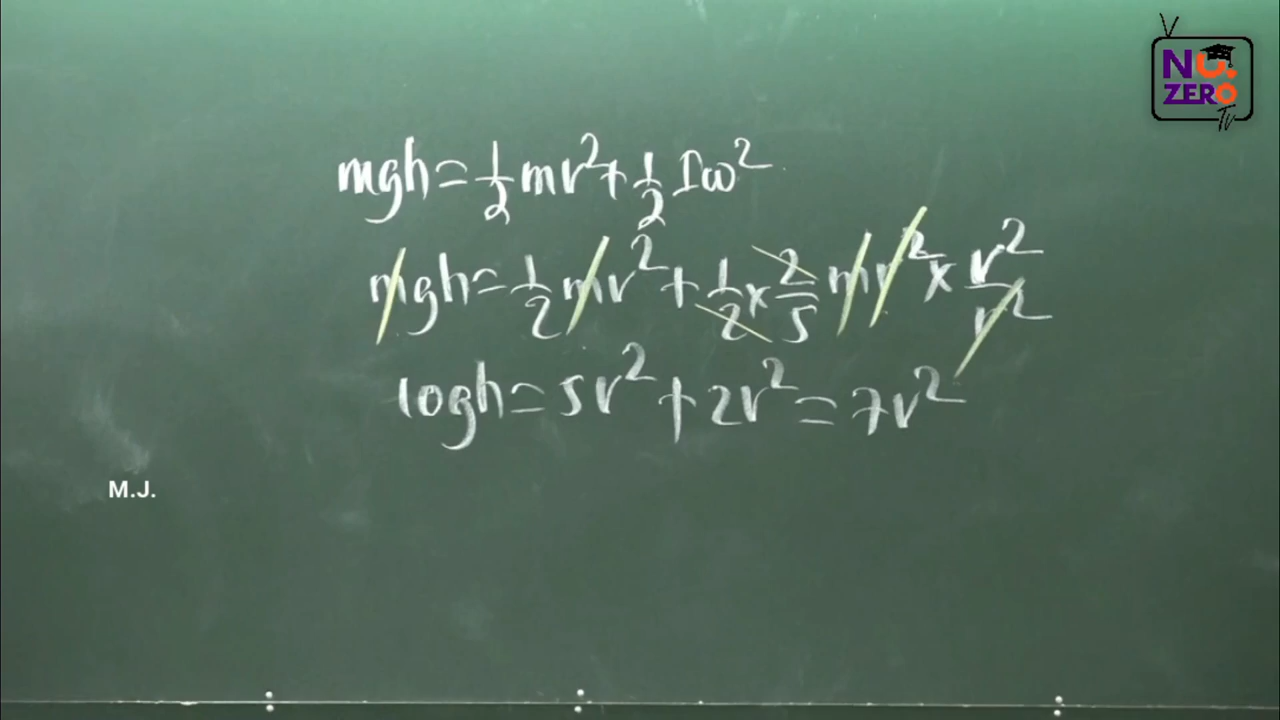 NU.
ZERO
Tv
mgh = 1/2 mv² + 1/2 Iω²
mgh = 1/2 mv² + 1/2 × 2/5 mr² × v²/r²
10gh = 5v² + 2v² = 7v²
M.J.